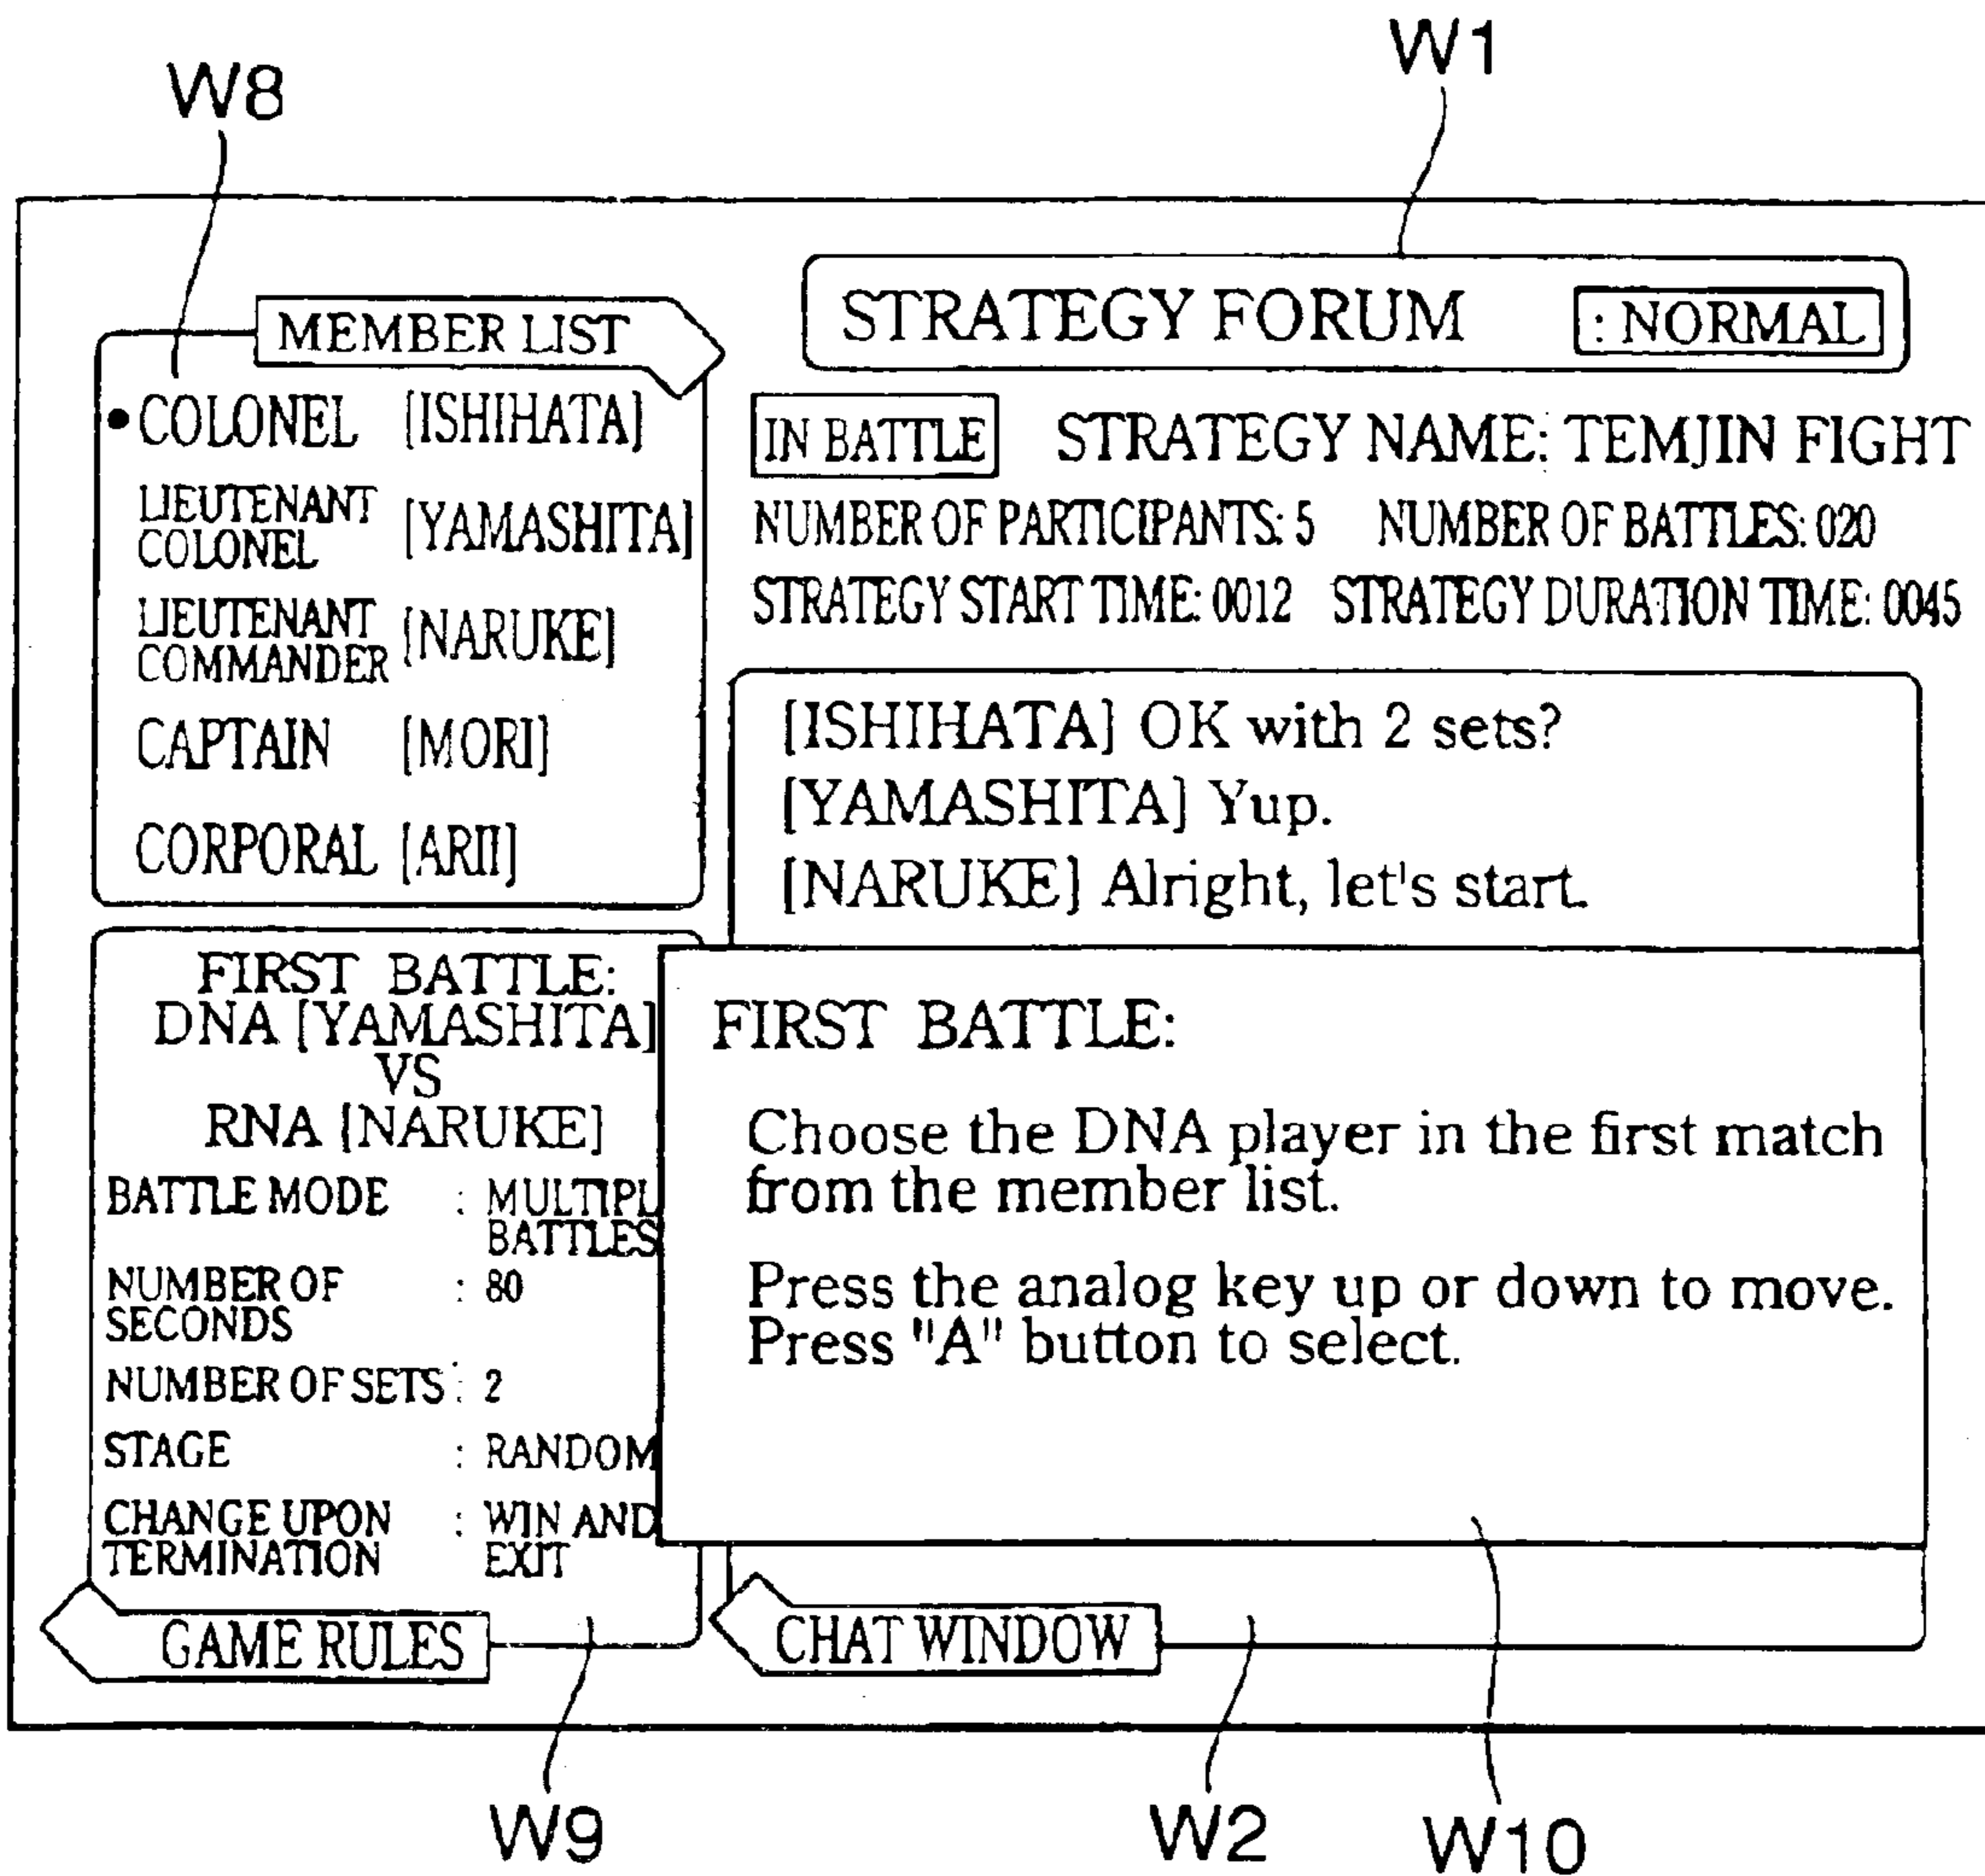 W8
W1
MEMBER LIST
•COLONEL [ISHIHATA]
LIEUTENANT
COLONEL [YAMASHITA]
LIEUTENANT
COMMANDER [NARUKE]
CAPTAIN [MORI]
CORPORAL [ARII]
STRATEGY FORUM : NORMAL
IN BATTLE STRATEGY NAME: TEMJIN FIGHT
NUMBER OF PARTICIPANTS: 5 NUMBER OF BATTLES: 020
STRATEGY START TIME: 0012 STRATEGY DURATION TIME: 0045
[ISHIHATA] OK with 2 sets?
[YAMASHITA] Yup.
[NARUKE] Alright, let's start.
FIRST BATTLE:
DNA [YAMASHITA]
VS
RNA [NARUKE]
BATTLE MODE : MULTIPL
BATTLES
NUMBER OF : 80
SECONDS
NUMBER OF SETS : 2
STAGE : RANDOM
CHANGE UPON : WIN AND
TERMINATION EXIT
GAME RULES
FIRST BATTLE:
Choose the DNA player in the first match
from the member list.
Press the analog key up or down to move.
Press "A" button to select.
CHAT WINDOW
W9
W2
W10